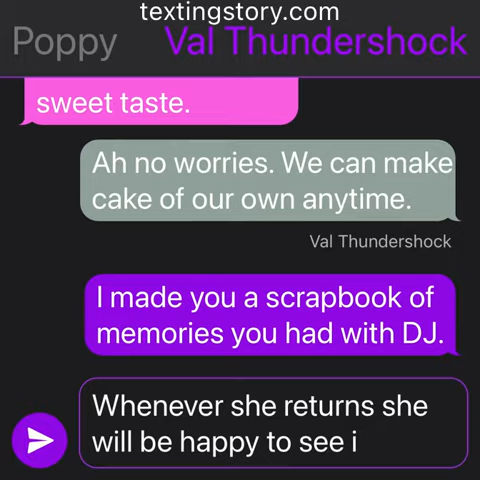 textingstory.com
Poppy Val Thundershock
sweet taste.
Ah no worries. We can make
cake of our own anytime.
Val Thundershock
I made you a scrapbook of
memories you had with DJ.
Whenever she returns she
will be happy to see i